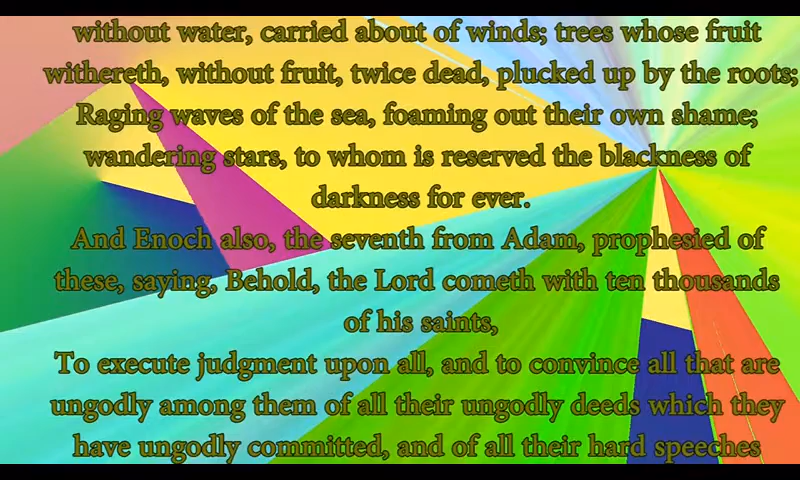 without water, carried about of winds; trees whose fruit
withereth, without fruit, twice dead, plucked up by the roots;
Raging waves of the sea, foaming out their own shame;
wandering stars, to whom is reserved the blackness of
darkness for ever.
And Enoch also, the seventh from Adam, prophesied of
these, saying, Behold, the Lord cometh with ten thousands
of his saints,
To execute judgment upon all, and to convince all that are
ungodly among them of all their ungodly deeds which they
have ungodly committed, and of all their hard speeches